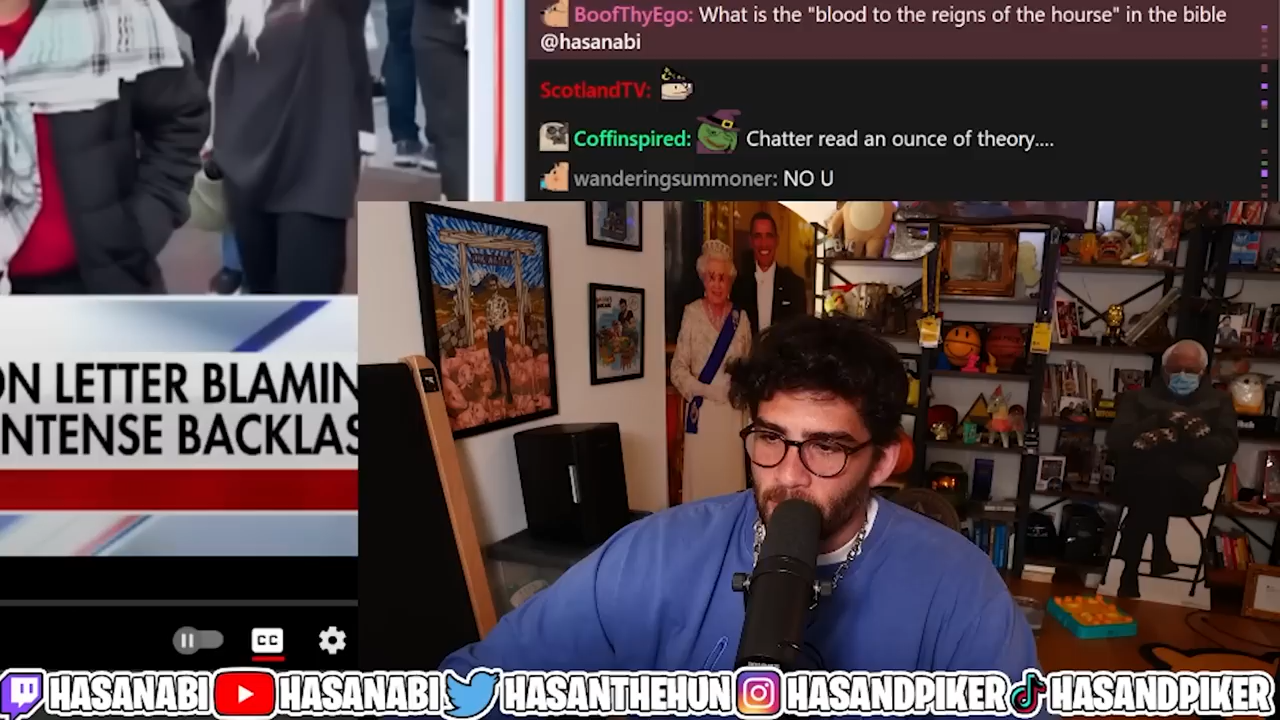 BoofThyEgo: What is the "blood to the reigns of the hourse" in the bible
@hasanabi
ScotlandTV:
Coffinspired: Chatter read an ounce of theory....
wanderingsummoner: NO U
ON LETTER BLAMIN
NTENSE BACKLAS
CC
HASANABI HASANABI HASANTHEHUN HASANDPIKER HASANDPIKER